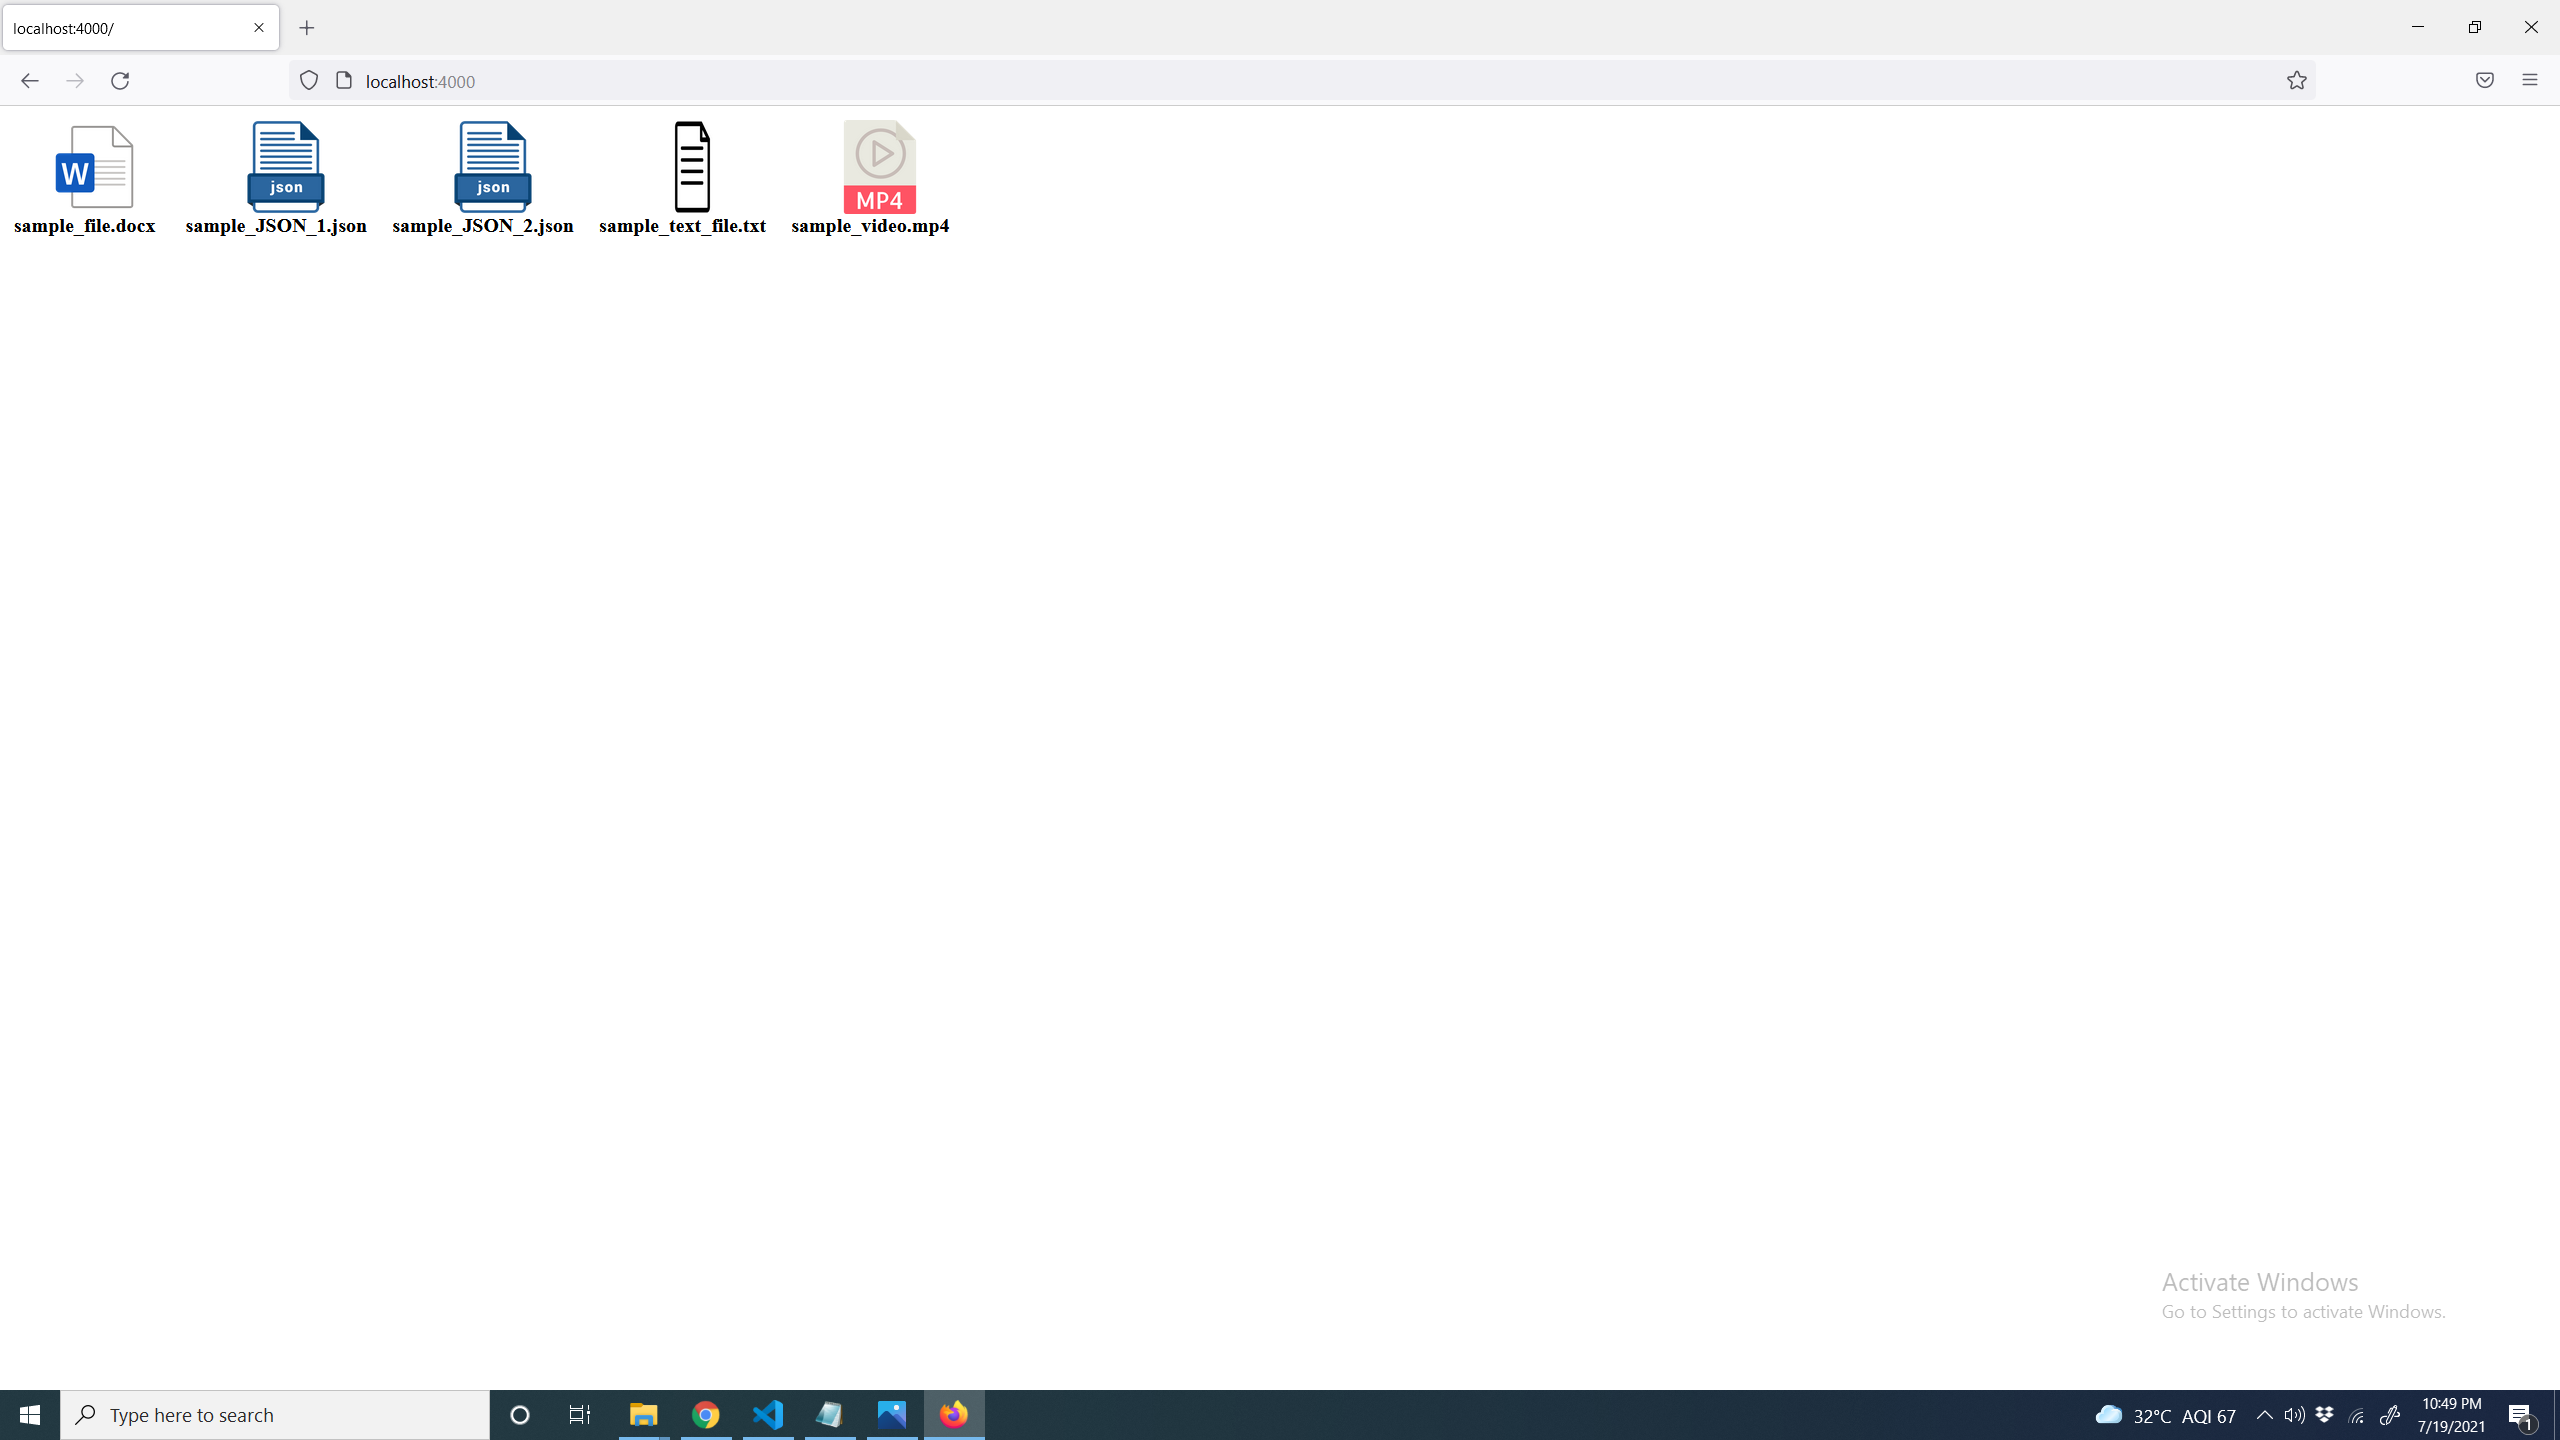 localhost:4000/
localhost:4000
W
json
json
MP4
sample_file.docx
sample_JSON_1.json
sample_JSON_2.json
sample_text_file.txt
sample_video.mp4
Activate Windows
Go to Settings to activate Windows.
Type here to search
32°C AQI 67
10:49 PM
7/19/2021
1